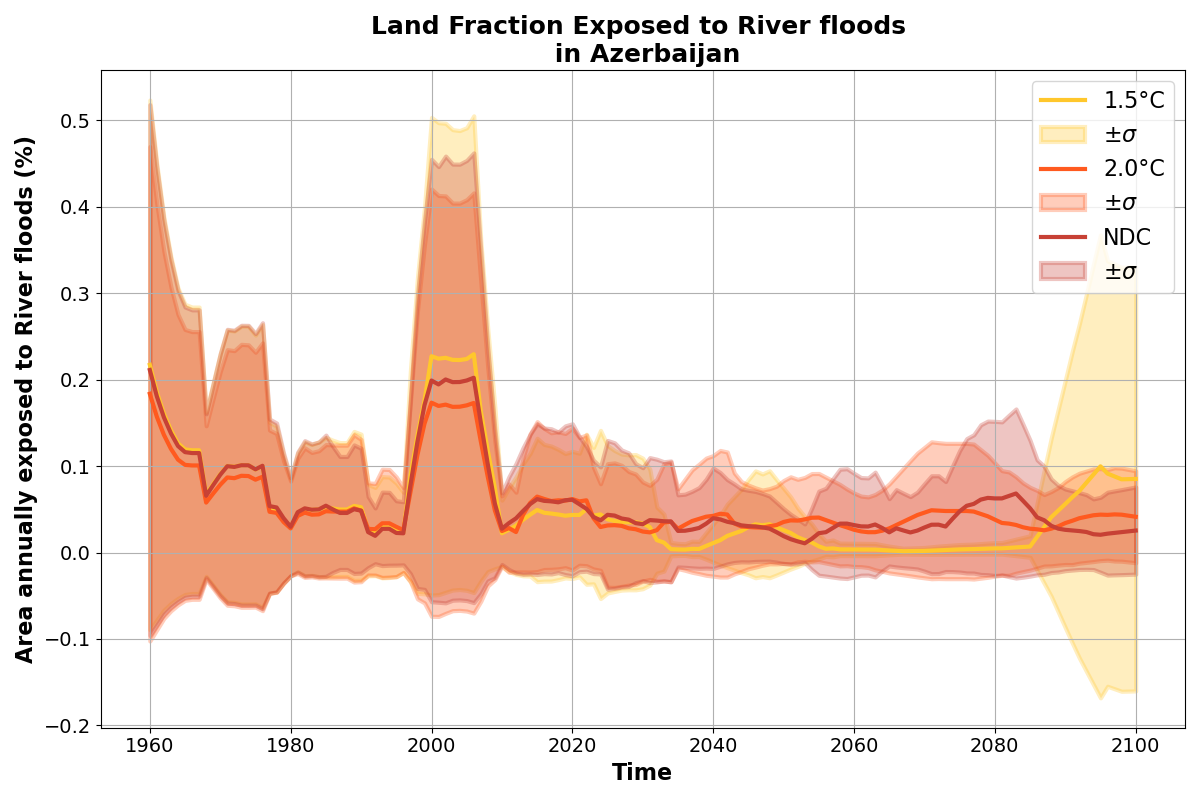 Land Fraction Exposed to River floods
in Azerbaijan
Area annually exposed to River floods (%)
0.5
0.4
0.3
0.2
0.1
0.0
−0.1
−0.2
1960
1980
2000
2020
2040
2060
2080
2100
Time
1.5°C
±σ
2.0°C
±σ
NDC
±σ